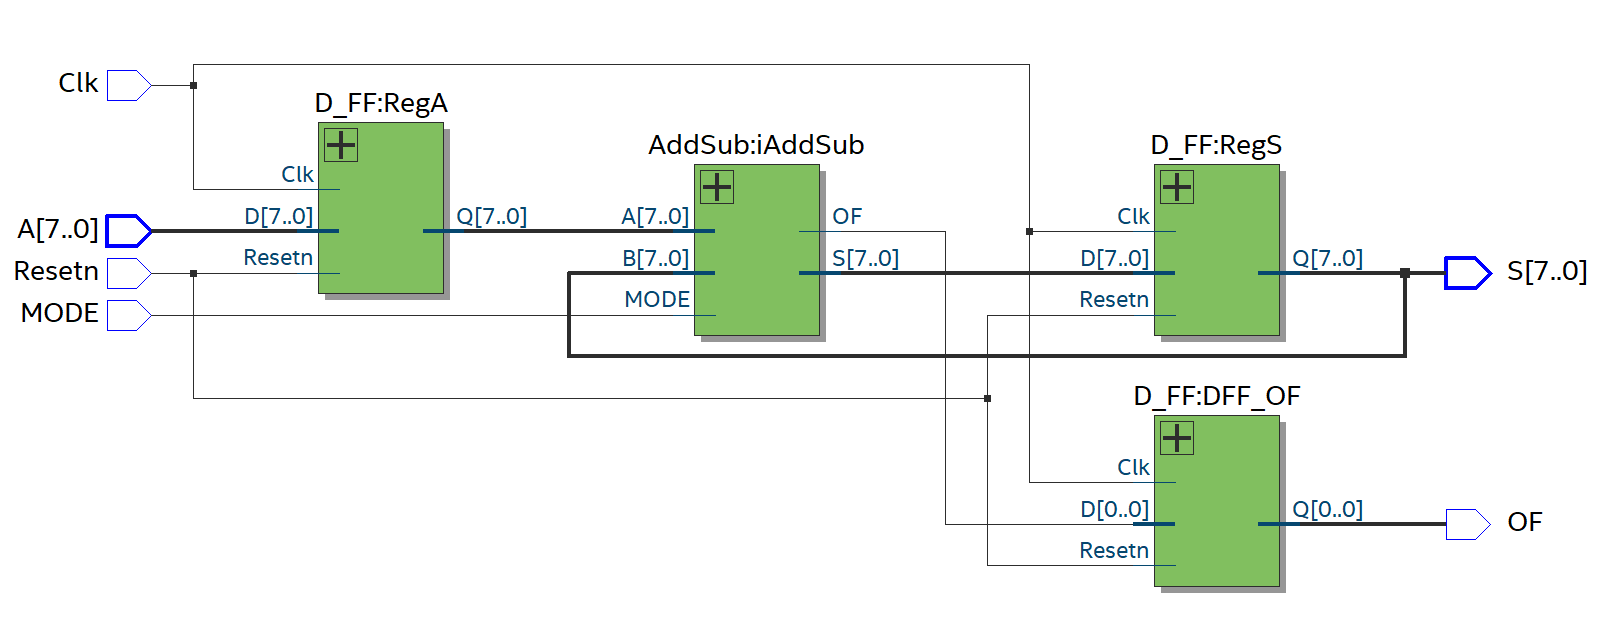 Clk
D_FF:RegA
AddSub:iAddSub
D_FF:RegS
Clk
A[7..0]
D[7..0]
Q[7..0]
A[7..0]
OF
Clk
Resetn
Resetn
B[7..0]
S[7..0]
D[7..0]
Q[7..0]
S[7..0]
MODE
MODE
Resetn
D_FF:DFF_OF
Clk
D[0..0]
Q[0..0]
OF
Resetn